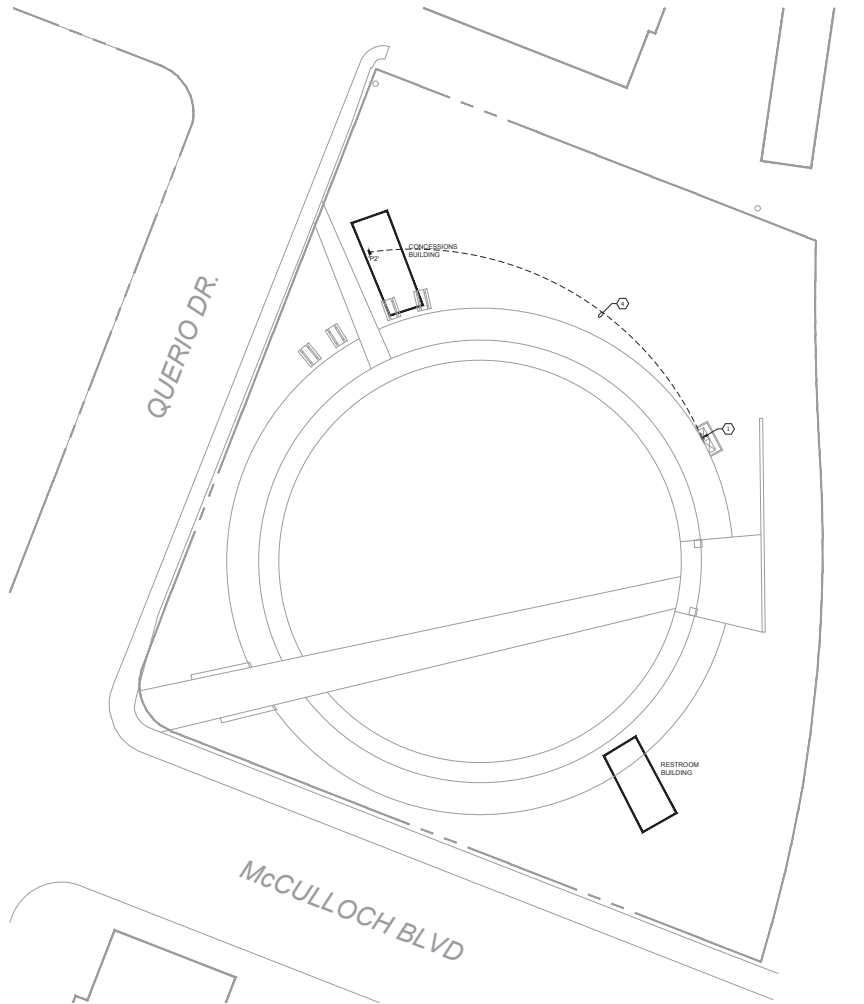 CONCESSIONS
BUILDING
'P2'
4
1
QUERIO DR.
RESTROOM
BUILDING
McCULLOCH BLVD